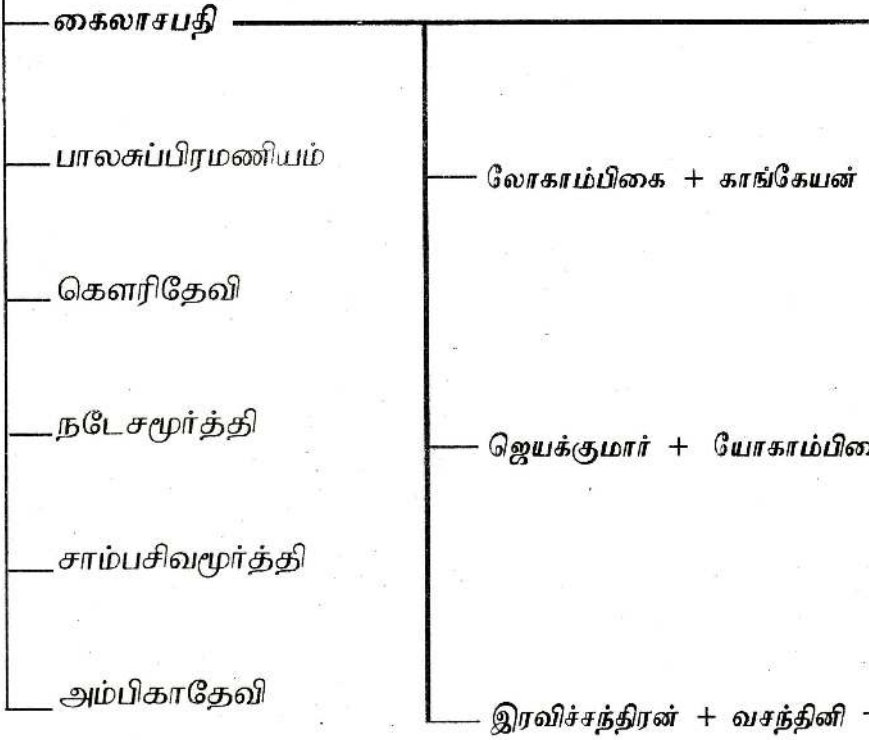 கைலாசபதி
பாலசுப்பிரமணியம்
லோகாம்பிகை + காங்கேயன்
கௌரிதேவி
நடேசமூர்த்தி
ஜெயக்குமார் + யோகாம்பிகை
சாம்பசிவமூர்த்தி
அம்பிகாதேவி
இரவிச்சந்திரன் + வசந்தினி